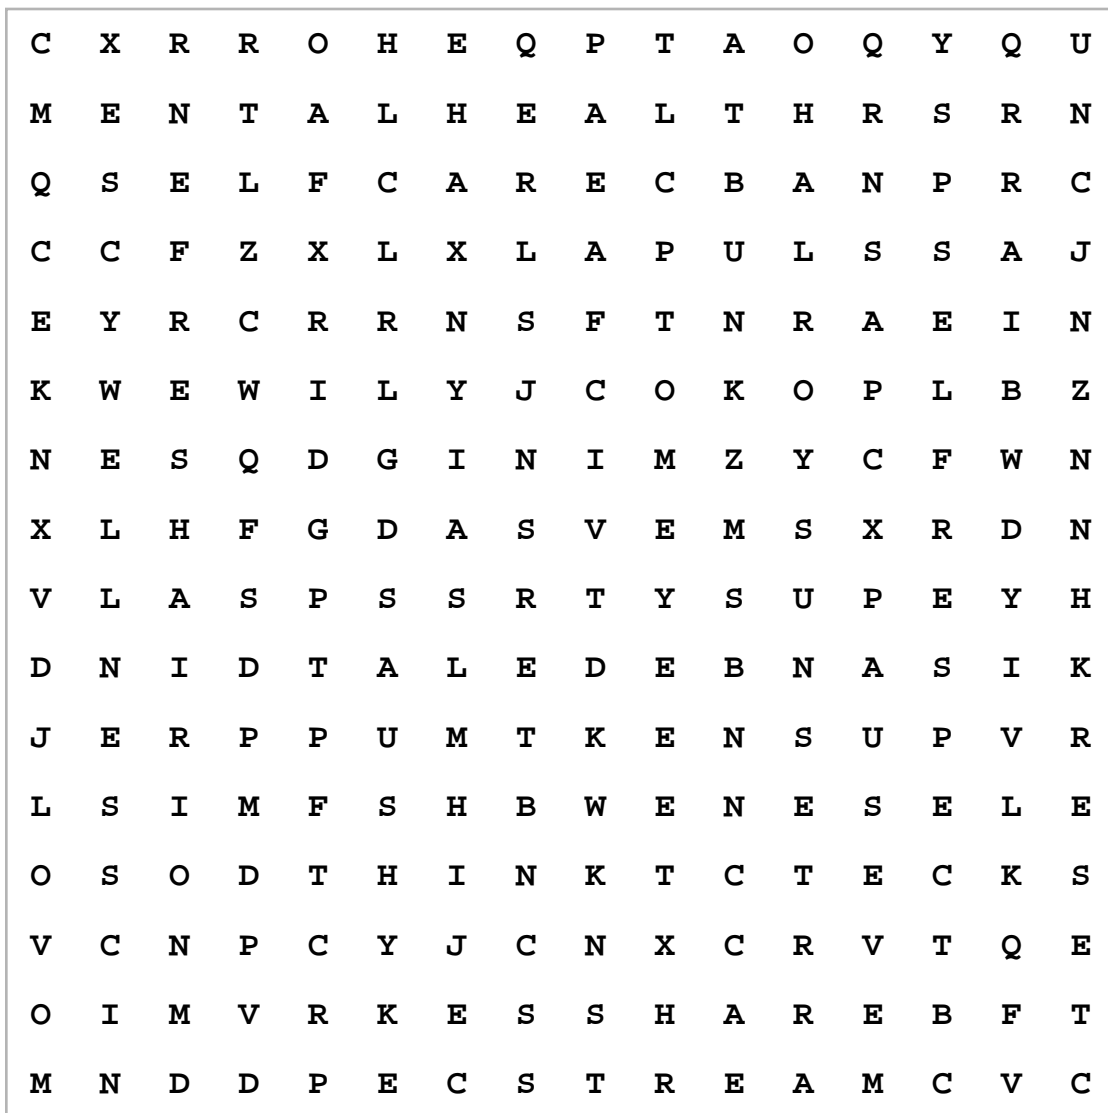 C X R R O H E Q P T A O Q Y Q U
M E N T A L H E A L T H R S R N
Q S E L F C A R E C B A N P R C
C C F Z X L X L A P U L S S A J
E Y R C R R N S F T N R A E I N
K W E W I L Y J C O K O P L B Z
N E S Q D G I N I M Z Y C F W N
X L H F G D A S V E M S X R D N
V L A S P S S R T Y S U P E Y H
D N I D T A L E D E B N A S I K
J E R P P U M T K E N S U P V R
L S I M F S H B W E N E S E L E
O S O D T H I N K T C T E C K S
V C N P C Y J C N X C R V T Q E
O I M V R K E S S H A R E B F T
M N D D P E C S T R E A M C V C